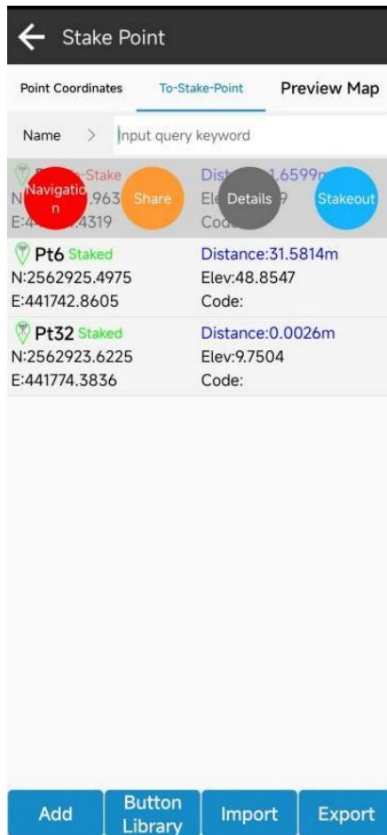 Stake Point
Point Coordinates To-Stake-Point Preview Map
Name > Input query keyword
Navigation Share Details Stakeout
Pt6 Staked Distance:31.5814m
N:2562925.4975 Elev:48.8547
E:441742.8605 Code:
Pt32 Staked Distance:0.0026m
N:2562923.6225 Elev:9.7504
E:441774.3836 Code:
Add Button Library Import Export